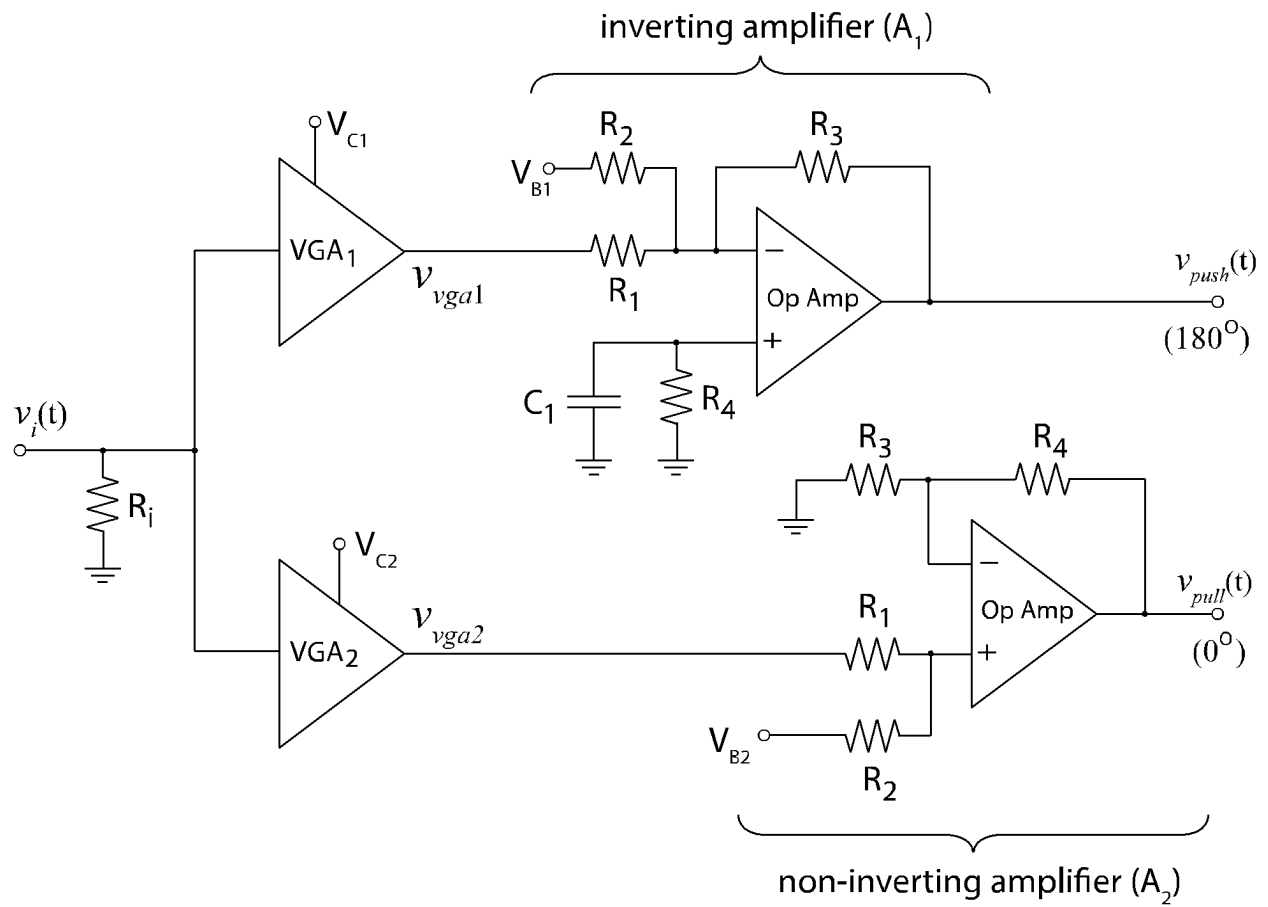 inverting amplifier (A1)
VC1
R2
R3
VB1
VGA1
vvga1
R1
Op Amp
−
+
vpush(t)
(180°)
C1
R4
vi(t)
Ri
R3
R4
VC2
VGA2
vvga2
−
Op Amp
+
vpull(t)
(0°)
R1
VB2
R2
non-inverting amplifier (A2)